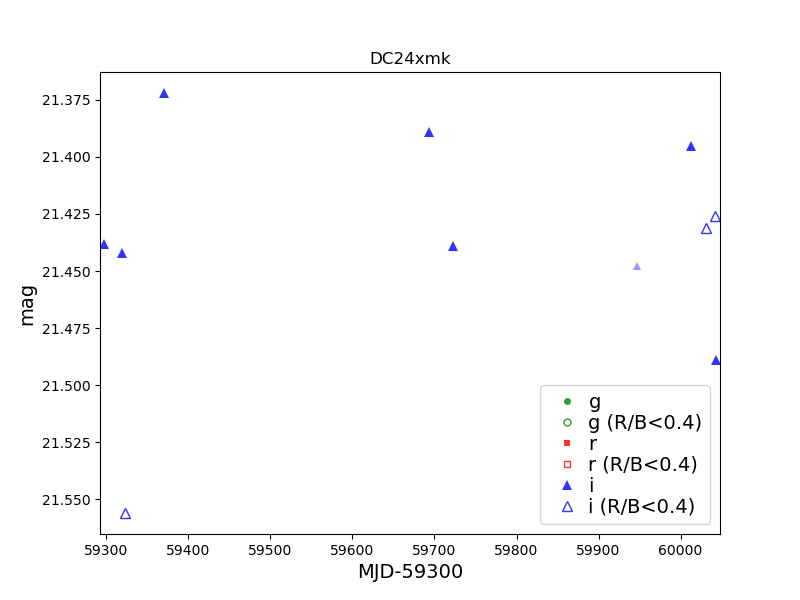 DC24xmk
mag
21.375
21.400
21.425
21.450
21.475
21.500
21.525
21.550
g
g (R/B<0.4)
r
r (R/B<0.4)
i
i (R/B<0.4)
59300 59400 59500 59600 59700 59800 59900 60000
MJD-59300